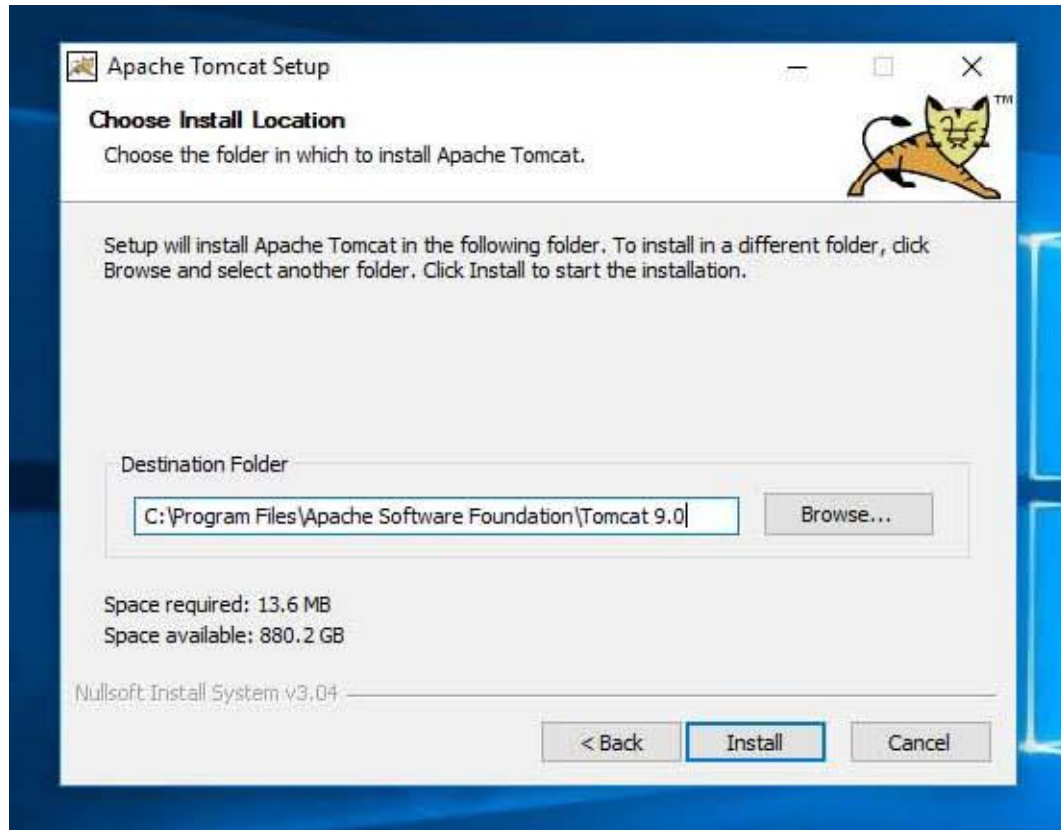 Apache Tomcat Setup
TM
Choose Install Location
Choose the folder in which to install Apache Tomcat.
Setup will install Apache Tomcat in the following folder. To install in a different folder, click
Browse and select another folder. Click Install to start the installation.
Destination Folder
C:\Program Files\Apache Software Foundation\Tomcat 9.0
Browse...
Space required: 13.6 MB
Space available: 880.2 GB
Nullsoft Install System v3.04
< Back
Install
Cancel